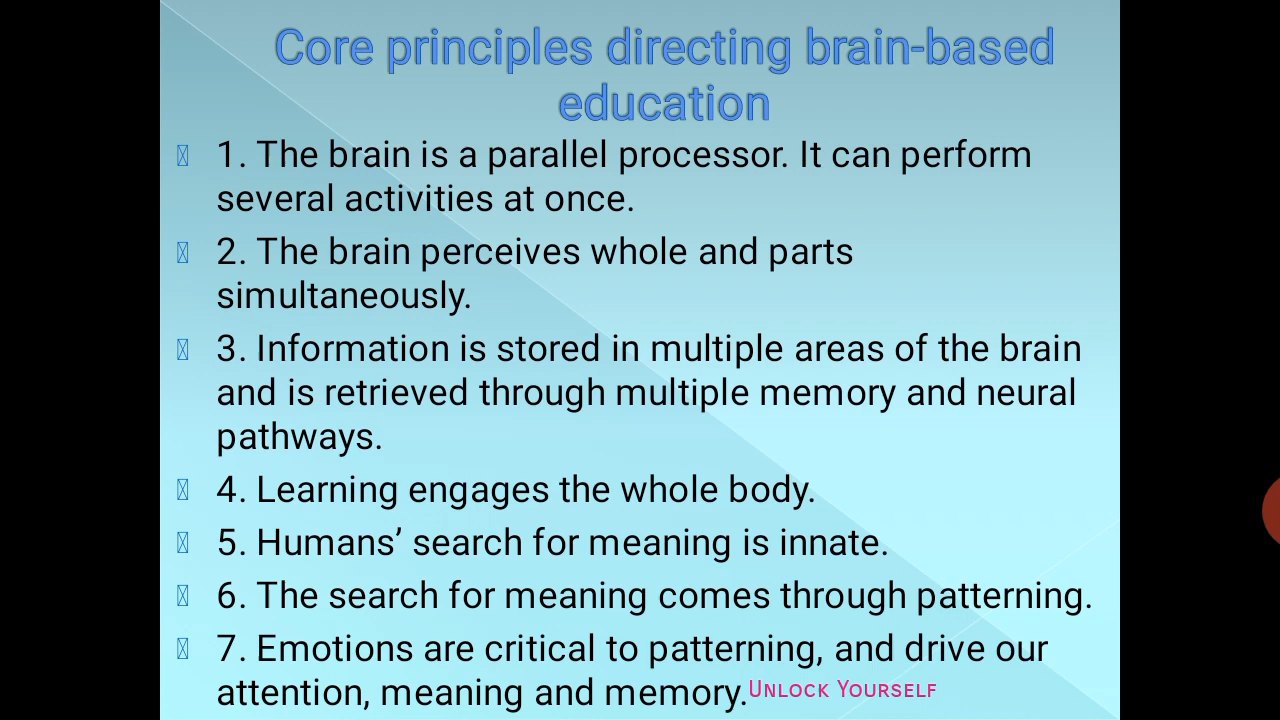 Core principles directing brain-based
education
1. The brain is a parallel processor. It can perform
several activities at once.
2. The brain perceives whole and parts
simultaneously.
3. Information is stored in multiple areas of the brain
and is retrieved through multiple memory and neural
pathways.
4. Learning engages the whole body.
5. Humans’ search for meaning is innate.
6. The search for meaning comes through patterning.
7. Emotions are critical to patterning, and drive our
attention, meaning and memory.
Unlock Yourself